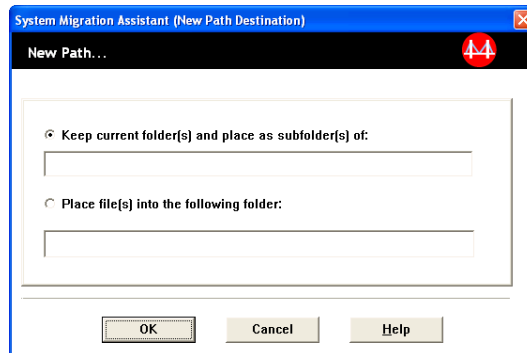 System Migration Assistant (New Path Destination)
New Path...
Keep current folder(s) and place as subfolder(s) of:
Place file(s) into the following folder:
OK Cancel Help